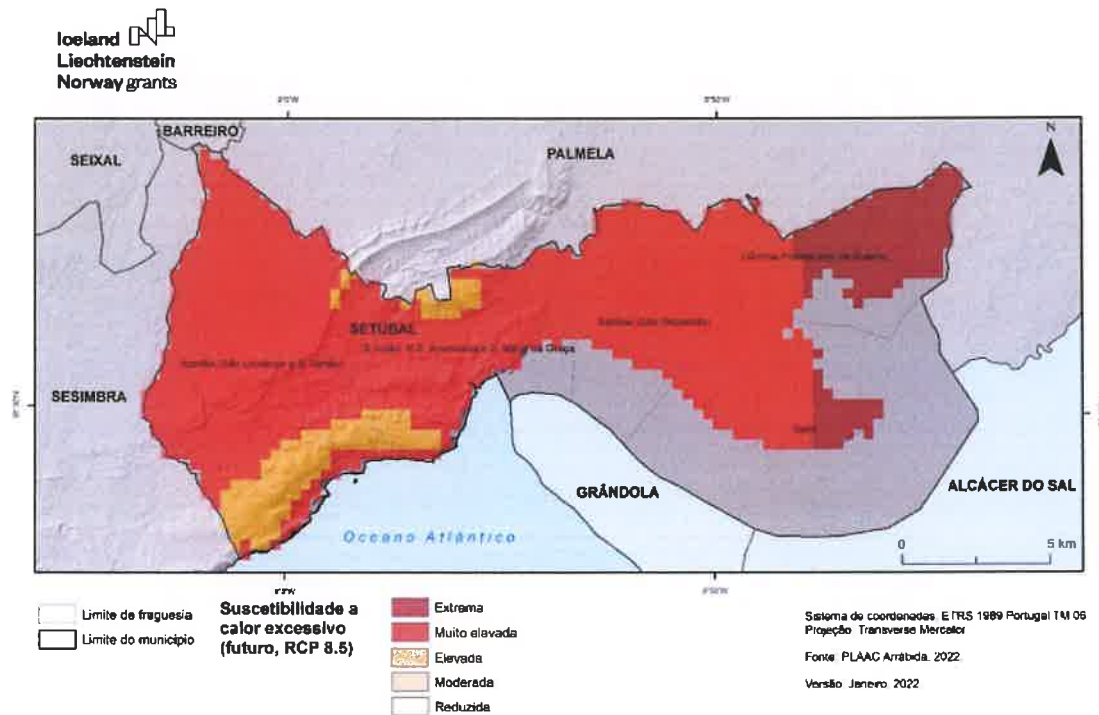 Iceland
Liechtenstein
Norway grants
BARREIRO
SEIXAL
PALMELA
N
SETÚBAL
SESIMBRA
GRÂNDOLA
ALCÁCER DO SAL
Oceano Atlântico
0 5 km
Limite de freguesia
Limite do município
Suscetibilidade a
calor excessivo
(futuro, RCP 8.5)
Extrema
Muito elevada
Elevada
Moderada
Reduzida
Sistema de coordenadas: ETRS 1989 Portugal TM 06
Projeção: Transverse Mercator
Fonte: PLAAC Arrábida, 2022.
Versão: Janeiro, 2022